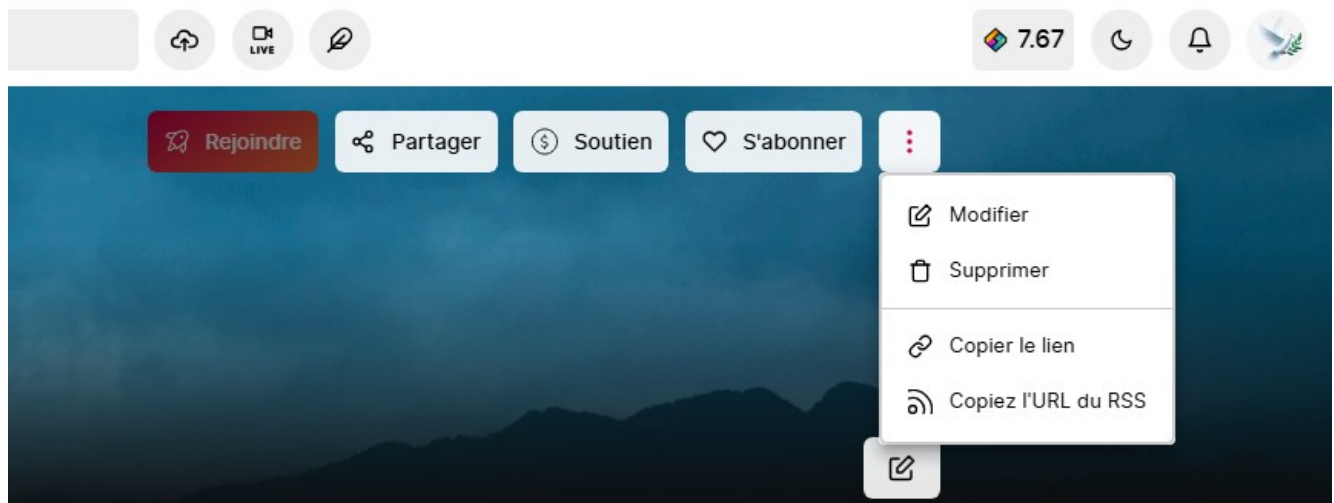 LIVE
7.67
Rejoindre
Partager
Soutien
S'abonner
Modifier
Supprimer
Copier le lien
Copiez l'URL du RSS